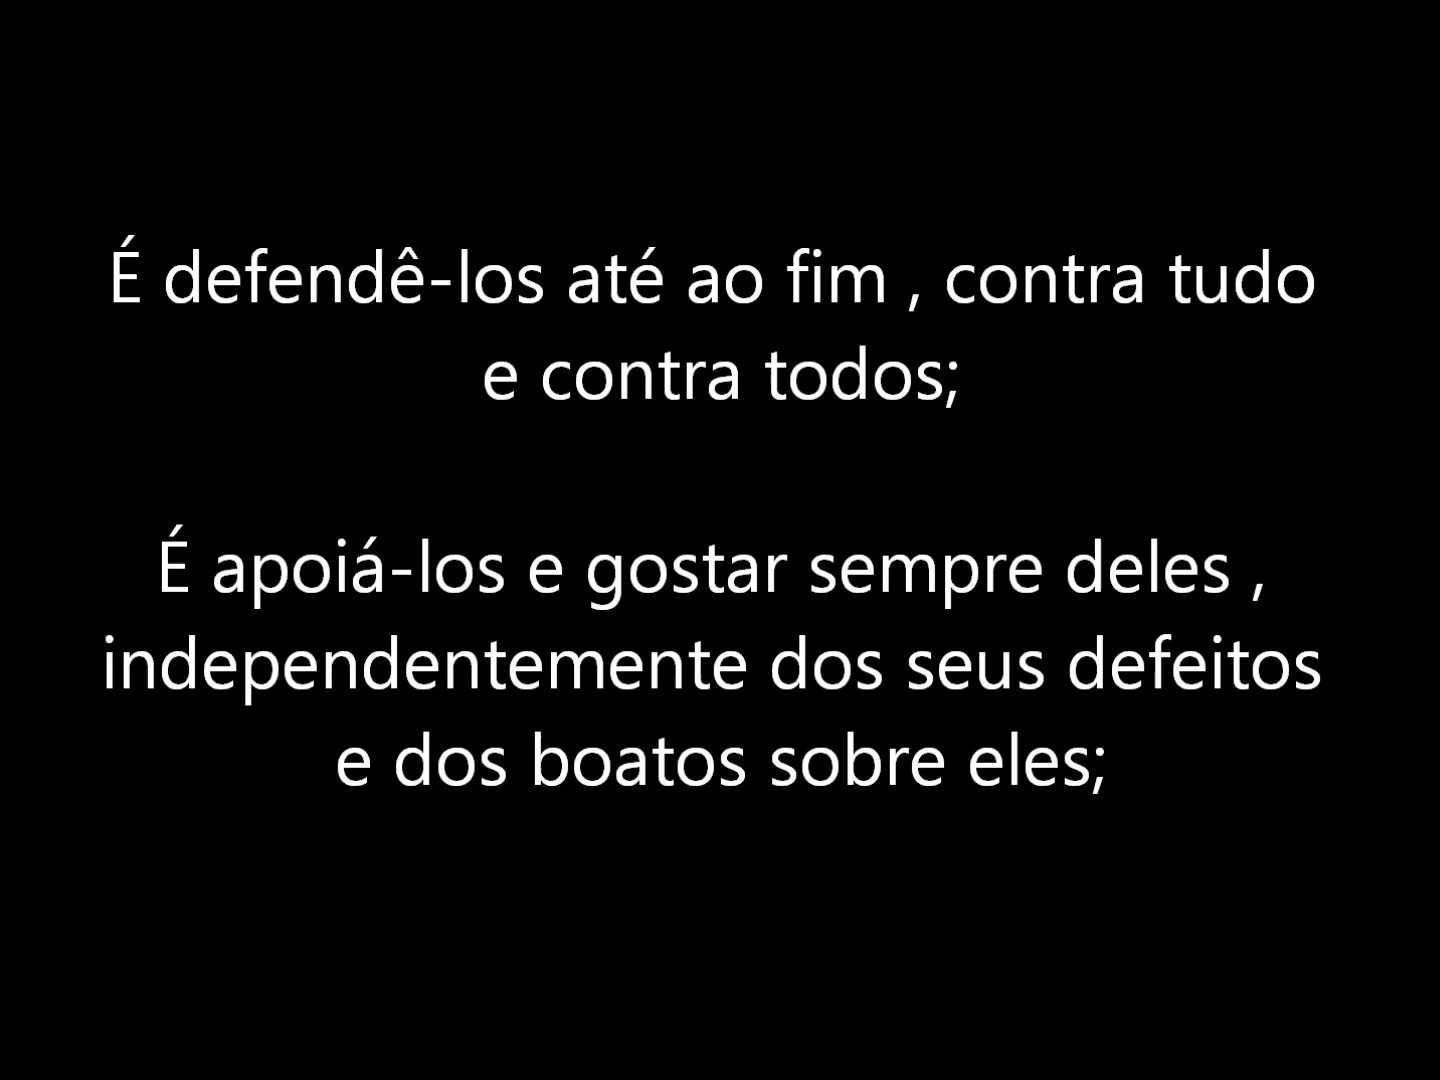 É defendê-los até ao fim , contra tudo
e contra todos;
É apoiá-los e gostar sempre deles ,
independentemente dos seus defeitos
e dos boatos sobre eles;